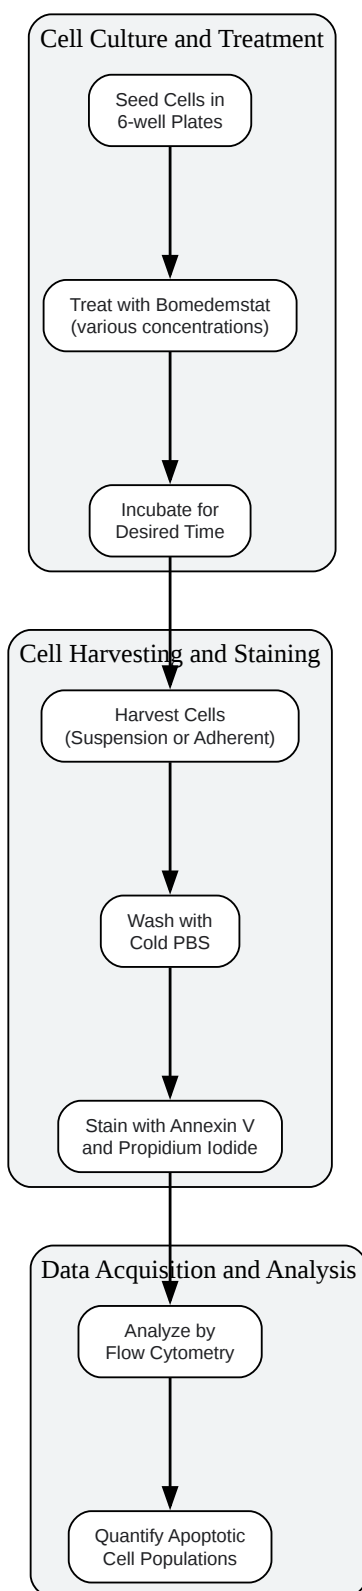 Cell Culture and Treatment
Seed Cells in
6-well Plates
Treat with Bomedemstat
(various concentrations)
Incubate for
Desired Time
Cell Harvesting and Staining
Harvest Cells
(Suspension or Adherent)
Wash with
Cold PBS
Stain with Annexin V
and Propidium Iodide
Data Acquisition and Analysis
Analyze by
Flow Cytometry
Quantify Apoptotic
Cell Populations